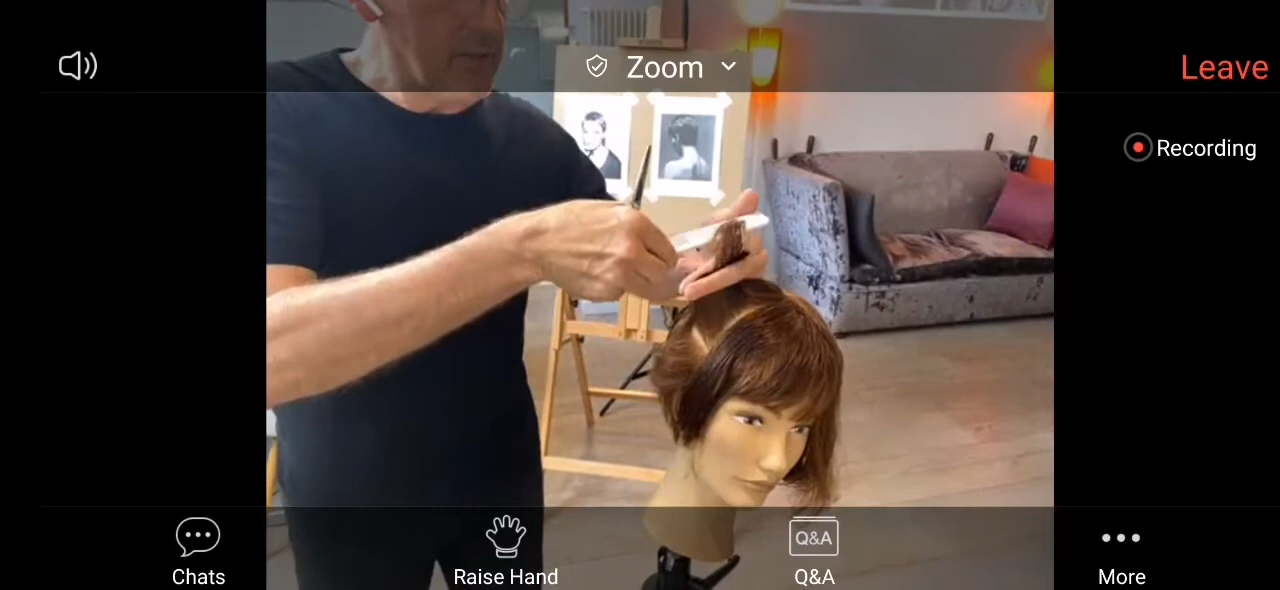 Zoom
Leave
Recording
Chats
Raise Hand
Q&A
Q&A
More